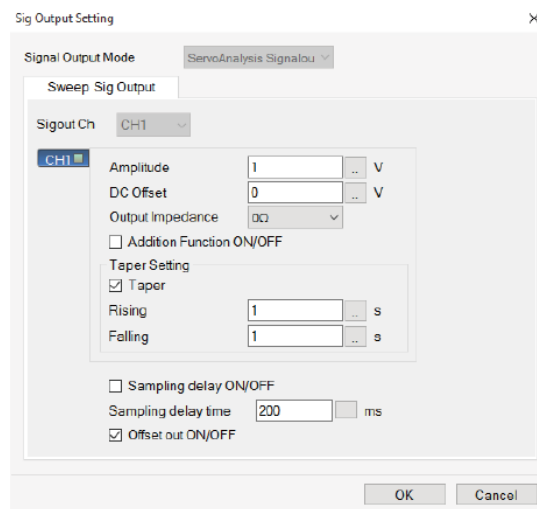 Sig Output Setting
Signal Output Mode ServoAnalysis Signalou
Sweep Sig Output
Sigout Ch CH1
CH1
Amplitude 1 .. V
DC Offset 0 .. V
Output Impedance 0Ω
Addition Function ON/OFF
Taper Setting
Taper
Rising 1 .. s
Falling 1 .. s
Sampling delay ON/OFF
Sampling delay time 200 ms
Offset out ON/OFF
OK Cancel